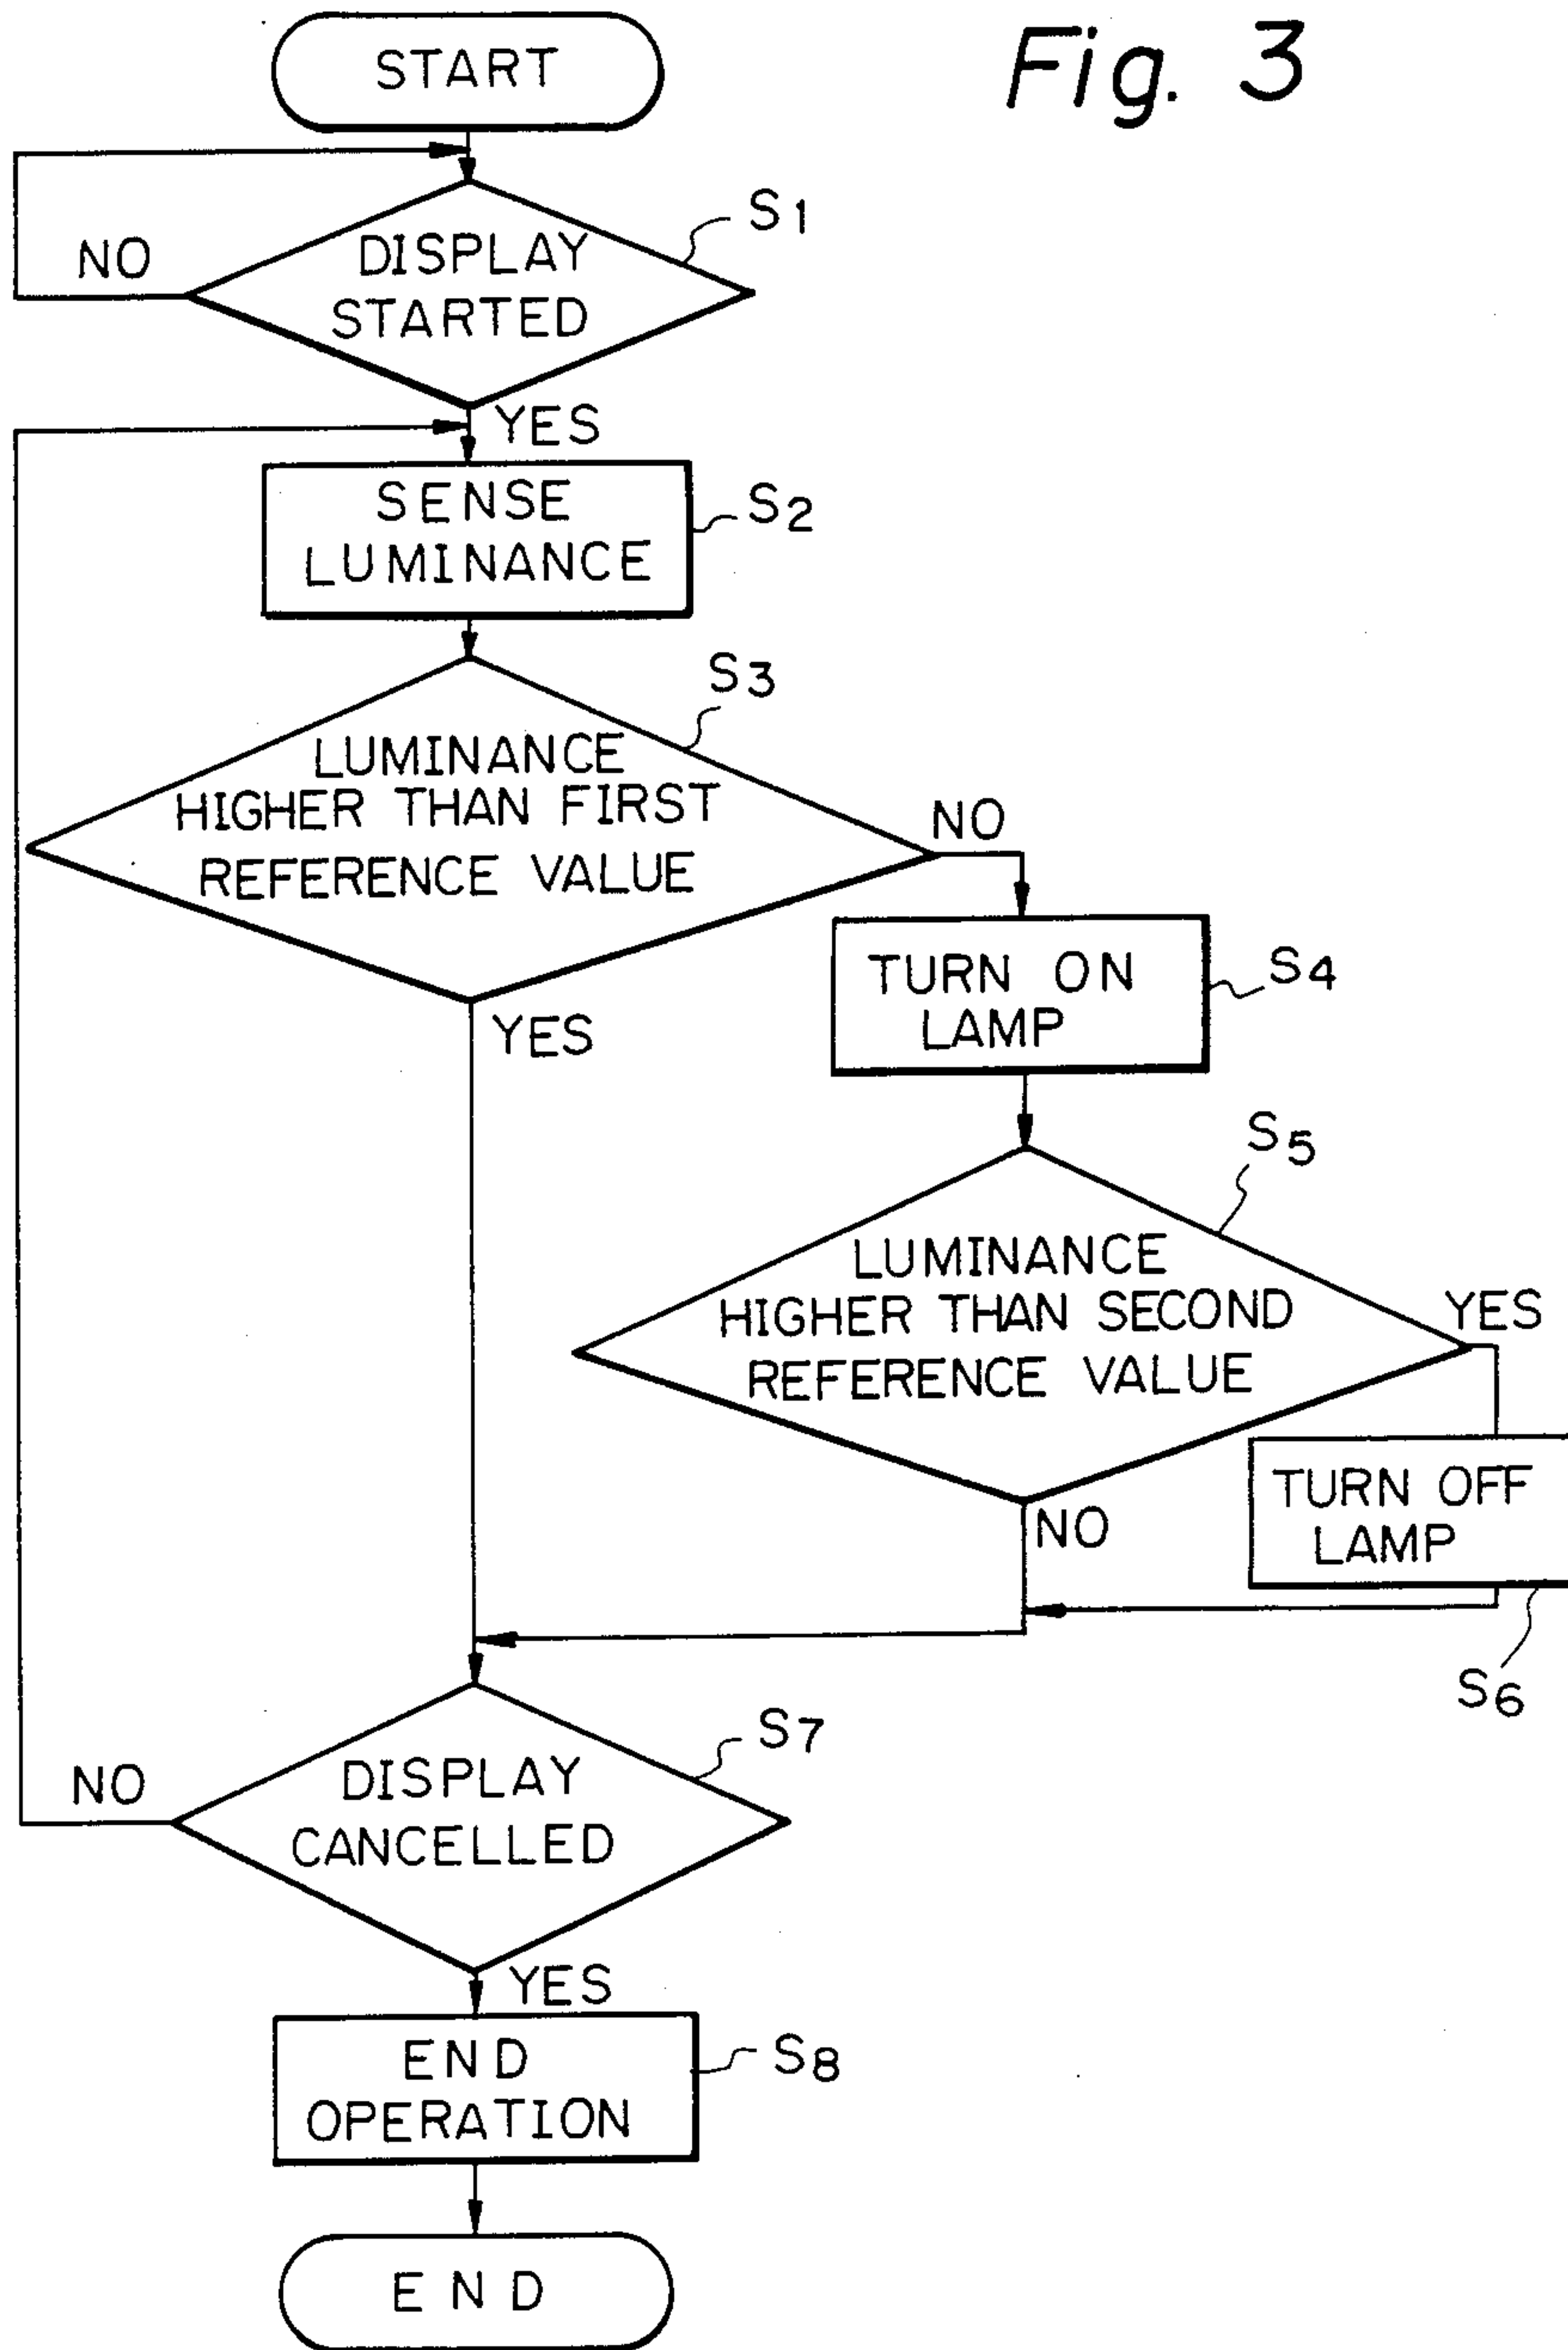 Fig. 3
START
S1
DISPLAY
STARTED
NO
YES
SENSE
LUMINANCE
S2
S3
LUMINANCE
HIGHER THAN FIRST
REFERENCE VALUE
NO
YES
TURN ON
LAMP
S4
S5
LUMINANCE
HIGHER THAN SECOND
REFERENCE VALUE
YES
NO
TURN OFF
LAMP
S6
S7
DISPLAY
CANCELLED
NO
YES
END
OPERATION
S8
END